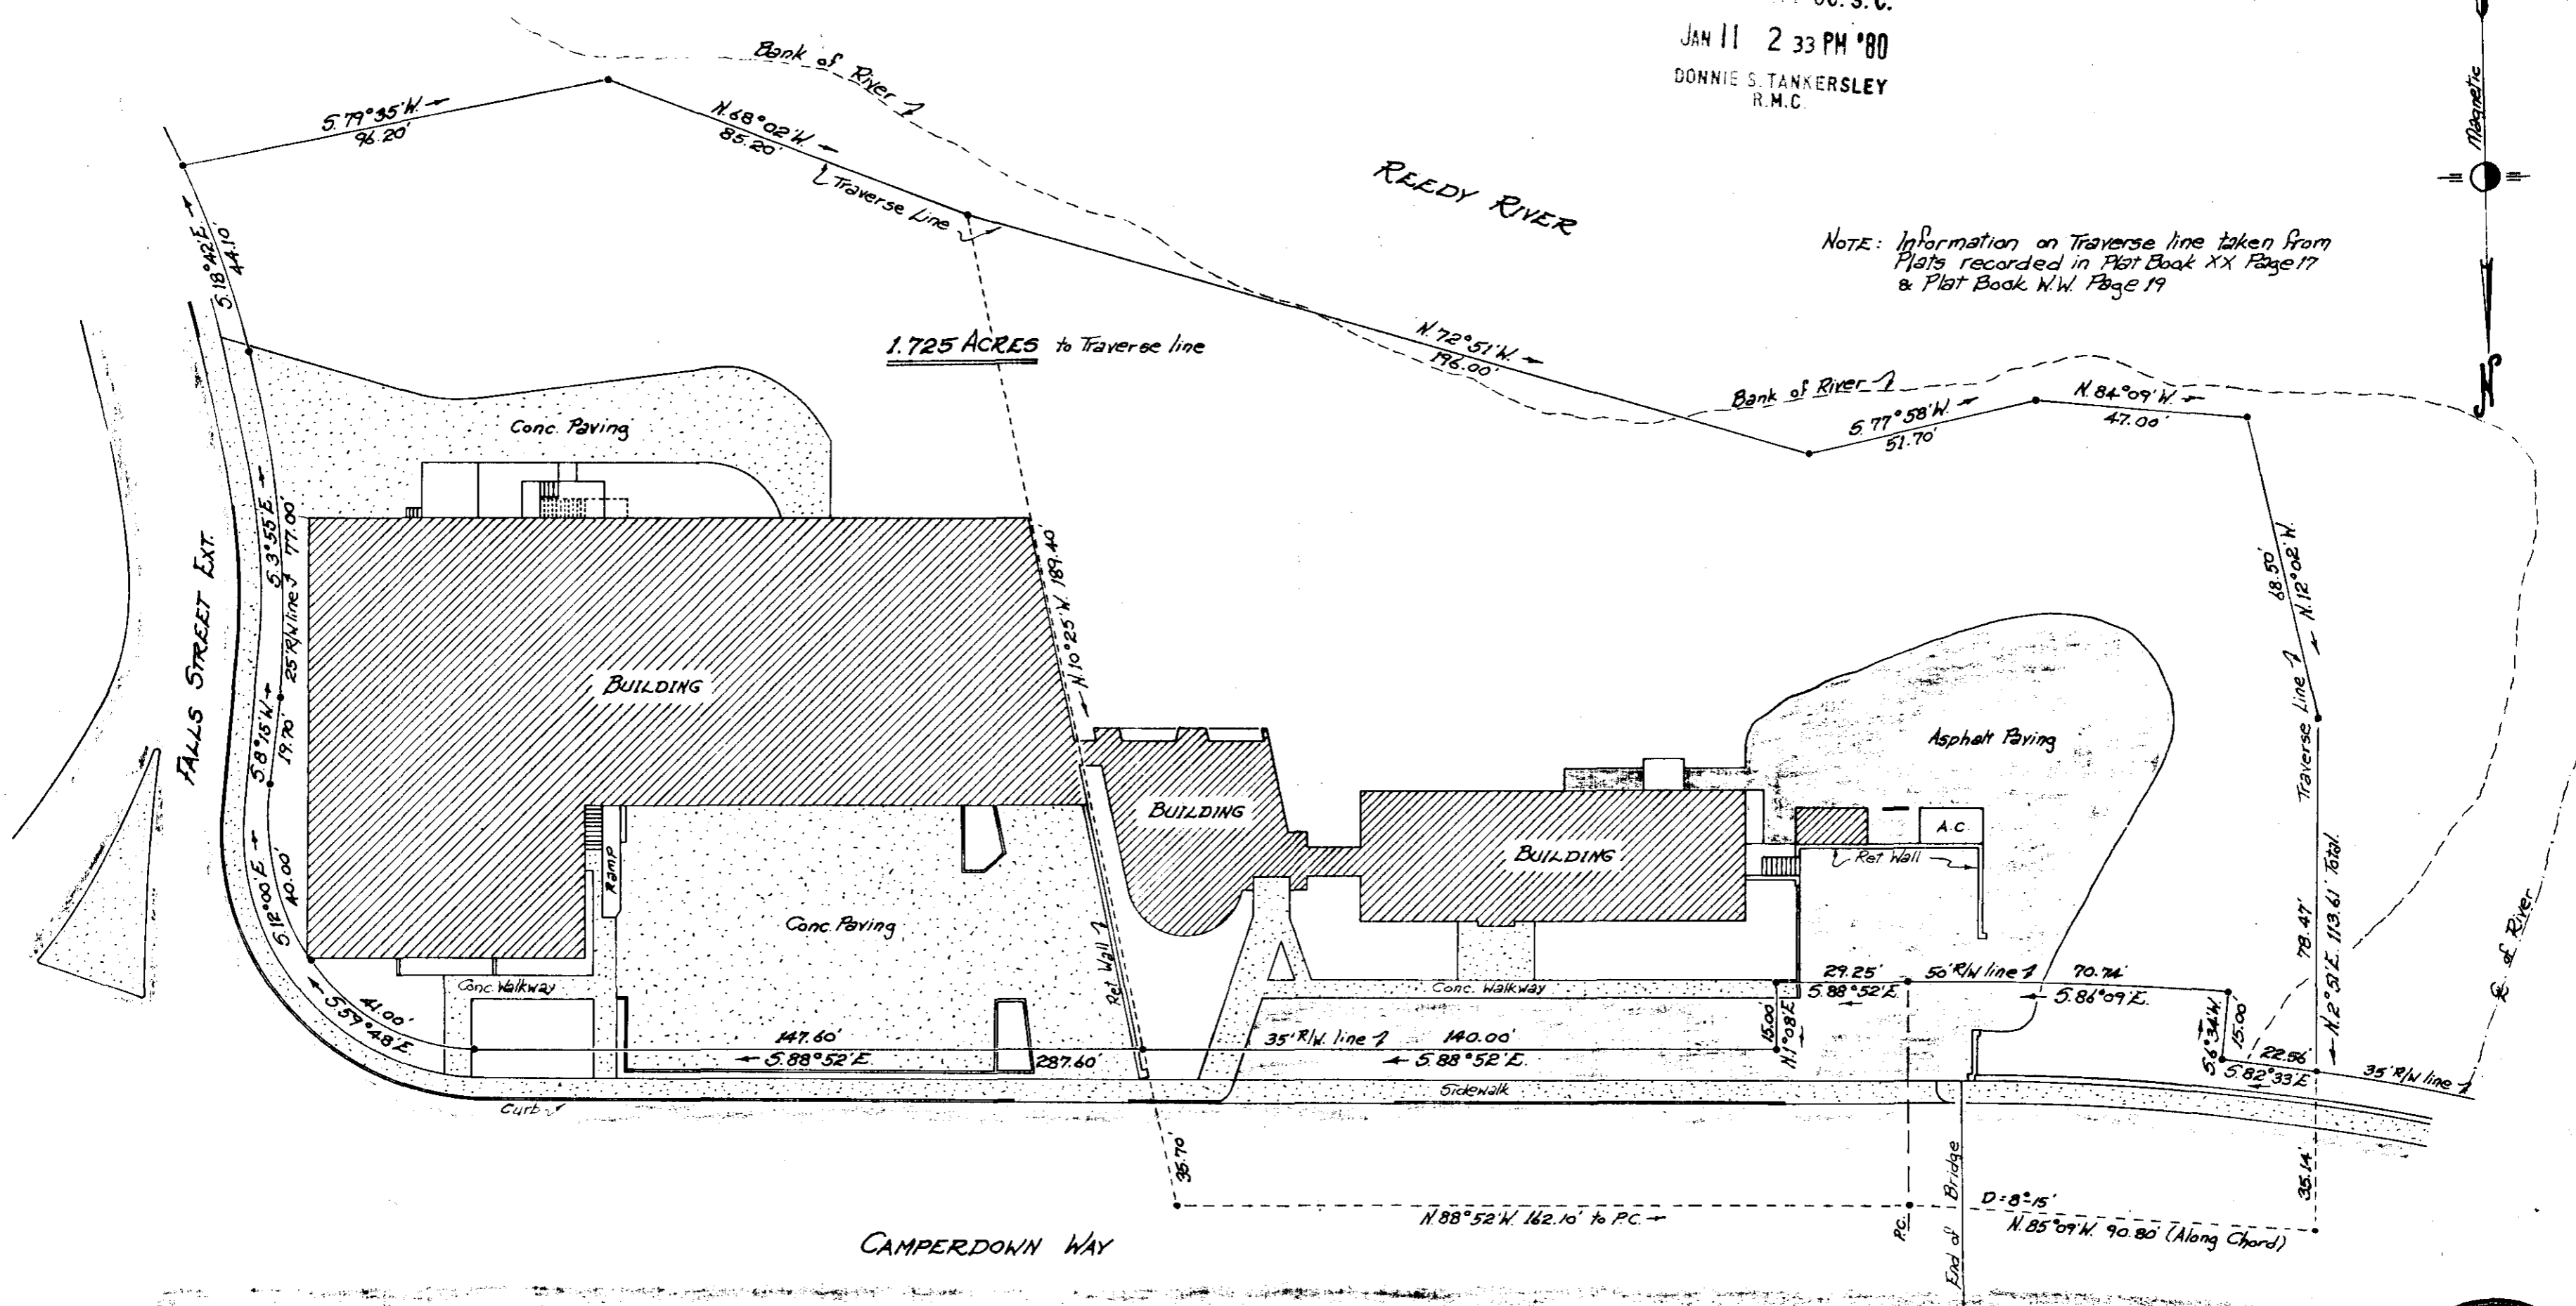 JAN 11 2 33 PM '80
DONNIE S. TANKERSLEY
R.M.C.
Magnetic
N
Bank of River
S.79°35'W.
96.20'
N.68°02'W.
85.20'
Traverse Line
REEDY RIVER
NOTE: Information on Traverse line taken from
Plats recorded in Plat Book XX Page 17
& Plat Book W.W. Page 19
S.18°42'E.
44.10'
1.725 ACRES to Traverse line
N.72°51'W.
196.00'
Bank of River
S.77°58'W.
51.70'
N.84°09'W.
47.00'
Conc. Paving
FALLS STREET EXT.
S.3°55'E.
77.00'
25'R/W line
S.8°15'W.
19.70'
N.10°25'W. 189.40
68.50'
N.12°02'W.
Traverse Line
BUILDING
BUILDING
BUILDING
Asphalt Paving
A.C.
Ret Wall
Ramp
S.12°00'E.
40.00'
Conc. Paving
Ret Wall
78.47'
N.2°51'E. 113.61' Total
℄ of River
Conc. Walkway
Conc. Walkway
29.25'
S.88°52'E.
50'R/W line
70.74'
S.86°09'E.
41.00'
S.59°48'E.
147.60'
S.88°52'E.
287.60
35'R/W. line
140.00'
S.88°52'E.
15.00'
N.1°08'E.
S.6°34'W.
15.00'
22.56'
S.82°33'E
35'R/W line
Curb
Sidewalk
35.70'
End of Bridge
P.C.
35.14'
D=8°-15'
N.88°52'W. 162.10' to P.C.
N.85°09'W. 90.80' (Along Chord)
CAMPERDOWN WAY